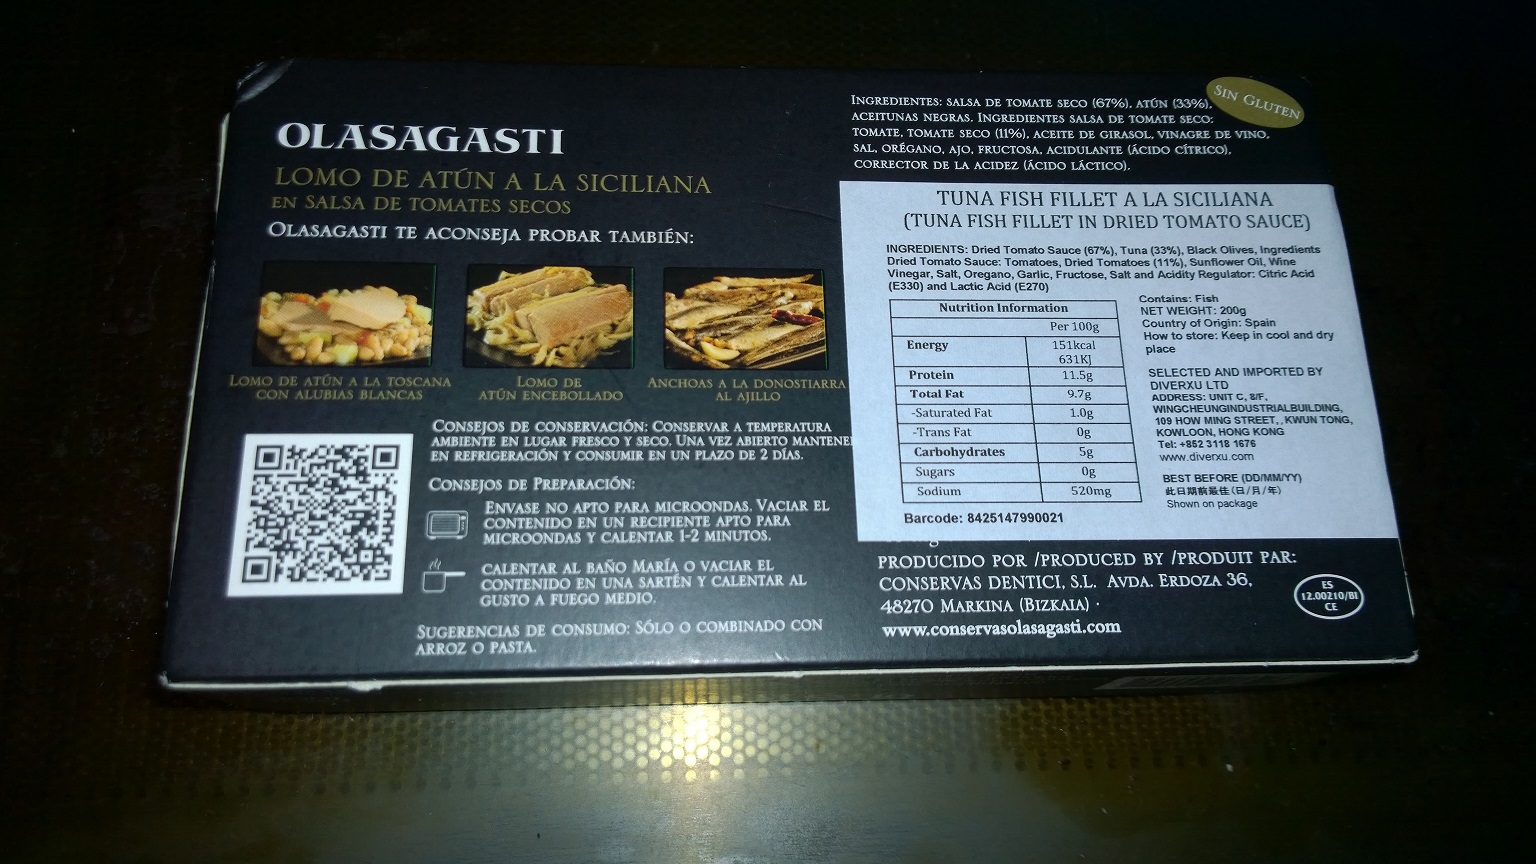 OLASAGASTI
LOMO DE ATÚN A LA SICILIANA
EN SALSA DE TOMATES SECOS
OLASAGASTI TE ACONSEJA PROBAR TAMBIÉN:
LOMO DE ATÚN A LA TOSCANA
CON ALUBIAS BLANCAS
LOMO DE
ATÚN ENCEBOLLADO
ANCHOAS A LA DONOSTIARRA
AL AJILLO
CONSEJOS DE CONSERVACIÓN: CONSERVAR A TEMPERATURA
AMBIENTE EN LUGAR FRESCO Y SECO. UNA VEZ ABIERTO MANTENE
EN REFRIGERACIÓN Y CONSUMIR EN UN PLAZO DE 2 DÍAS.
CONSEJOS DE PREPARACIÓN:
ENVASE NO APTO PARA MICROONDAS. VACIAR EL
CONTENIDO EN UN RECIPIENTE APTO PARA
MICROONDAS Y CALENTAR 1-2 MINUTOS.
CALENTAR AL BAÑO MARÍA O VACIAR EL
CONTENIDO EN UNA SARTÉN Y CALENTAR AL
GUSTO A FUEGO MEDIO.
SUGERENCIAS DE CONSUMO: SÓLO O COMBINADO CON
ARROZ O PASTA.
INGREDIENTES: SALSA DE TOMATE SECO (67%), ATÚN (33%),
ACEITUNAS NEGRAS. INGREDIENTES SALSA DE TOMATE SECO:
TOMATE, TOMATE SECO (11%), ACEITE DE GIRASOL, VINAGRE DE VINO,
SAL, ORÉGANO, AJO, FRUCTOSA, ACIDULANTE (ÁCIDO CÍTRICO),
CORRECTOR DE LA ACIDEZ (ÁCIDO LÁCTICO).
SIN GLUTEN
TUNA FISH FILLET A LA SICILIANA
(TUNA FISH FILLET IN DRIED TOMATO SAUCE)
INGREDIENTS: Dried Tomato Sauce (67%), Tuna (33%), Black Olives, Ingredients
Dried Tomato Sauce: Tomatoes, Dried Tomatoes (11%), Sunflower Oil, Wine
Vinegar, Salt, Oregano, Garlic, Fructose, Salt and Acidity Regulator: Citric Acid
(E330) and Lactic Acid (E270)
Nutrition Information
Per 100g
Energy 151kcal
631KJ
Protein 11.5g
Total Fat 9.7g
-Saturated Fat 1.0g
-Trans Fat 0g
Carbohydrates 5g
Sugars 0g
Sodium 520mg
Barcode: 8425147990021
Contains: Fish
NET WEIGHT: 200g
Country of Origin: Spain
How to store: Keep in cool and dry
place
SELECTED AND IMPORTED BY
DIVERXU LTD
ADDRESS: UNIT C, 8/F,
WINGCHEUNGINDUSTRIALBUILDING,
109 HOW MING STREET, , KWUN TONG,
KOWLOON, HONG KONG
Tel: +852 3118 1676
www.diverxu.com
BEST BEFORE (DD/MM/YY)
此日期前最佳 (日/月/年)
Shown on package
PRODUCIDO POR /PRODUCED BY /PRODUIT PAR:
CONSERVAS DENTICI, S.L. AVDA. ERDOZA 36,
48270 MARKINA (BIZKAIA) ·
www.conservasolasagasti.com
ES
12.00210/BI
CE